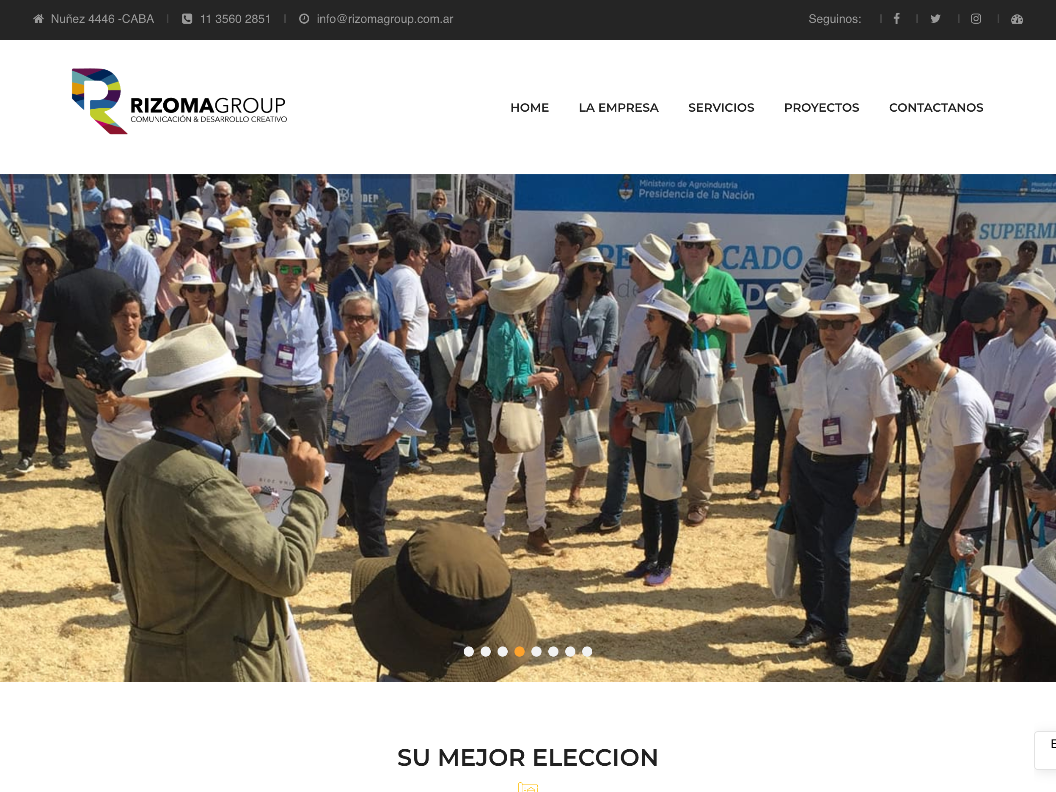 Nuñez 4446 -CABA
11 3560 2851
info@rizomagroup.com.ar
Seguinos:
RIZOMAGROUP
COMUNICACIÓN & DESARROLLO CREATIVO
HOME
LA EMPRESA
SERVICIOS
PROYECTOS
CONTACTANOS
Ministerio de Agroindustria
Presidencia de la Nación
SUPERM
SU MEJOR ELECCION